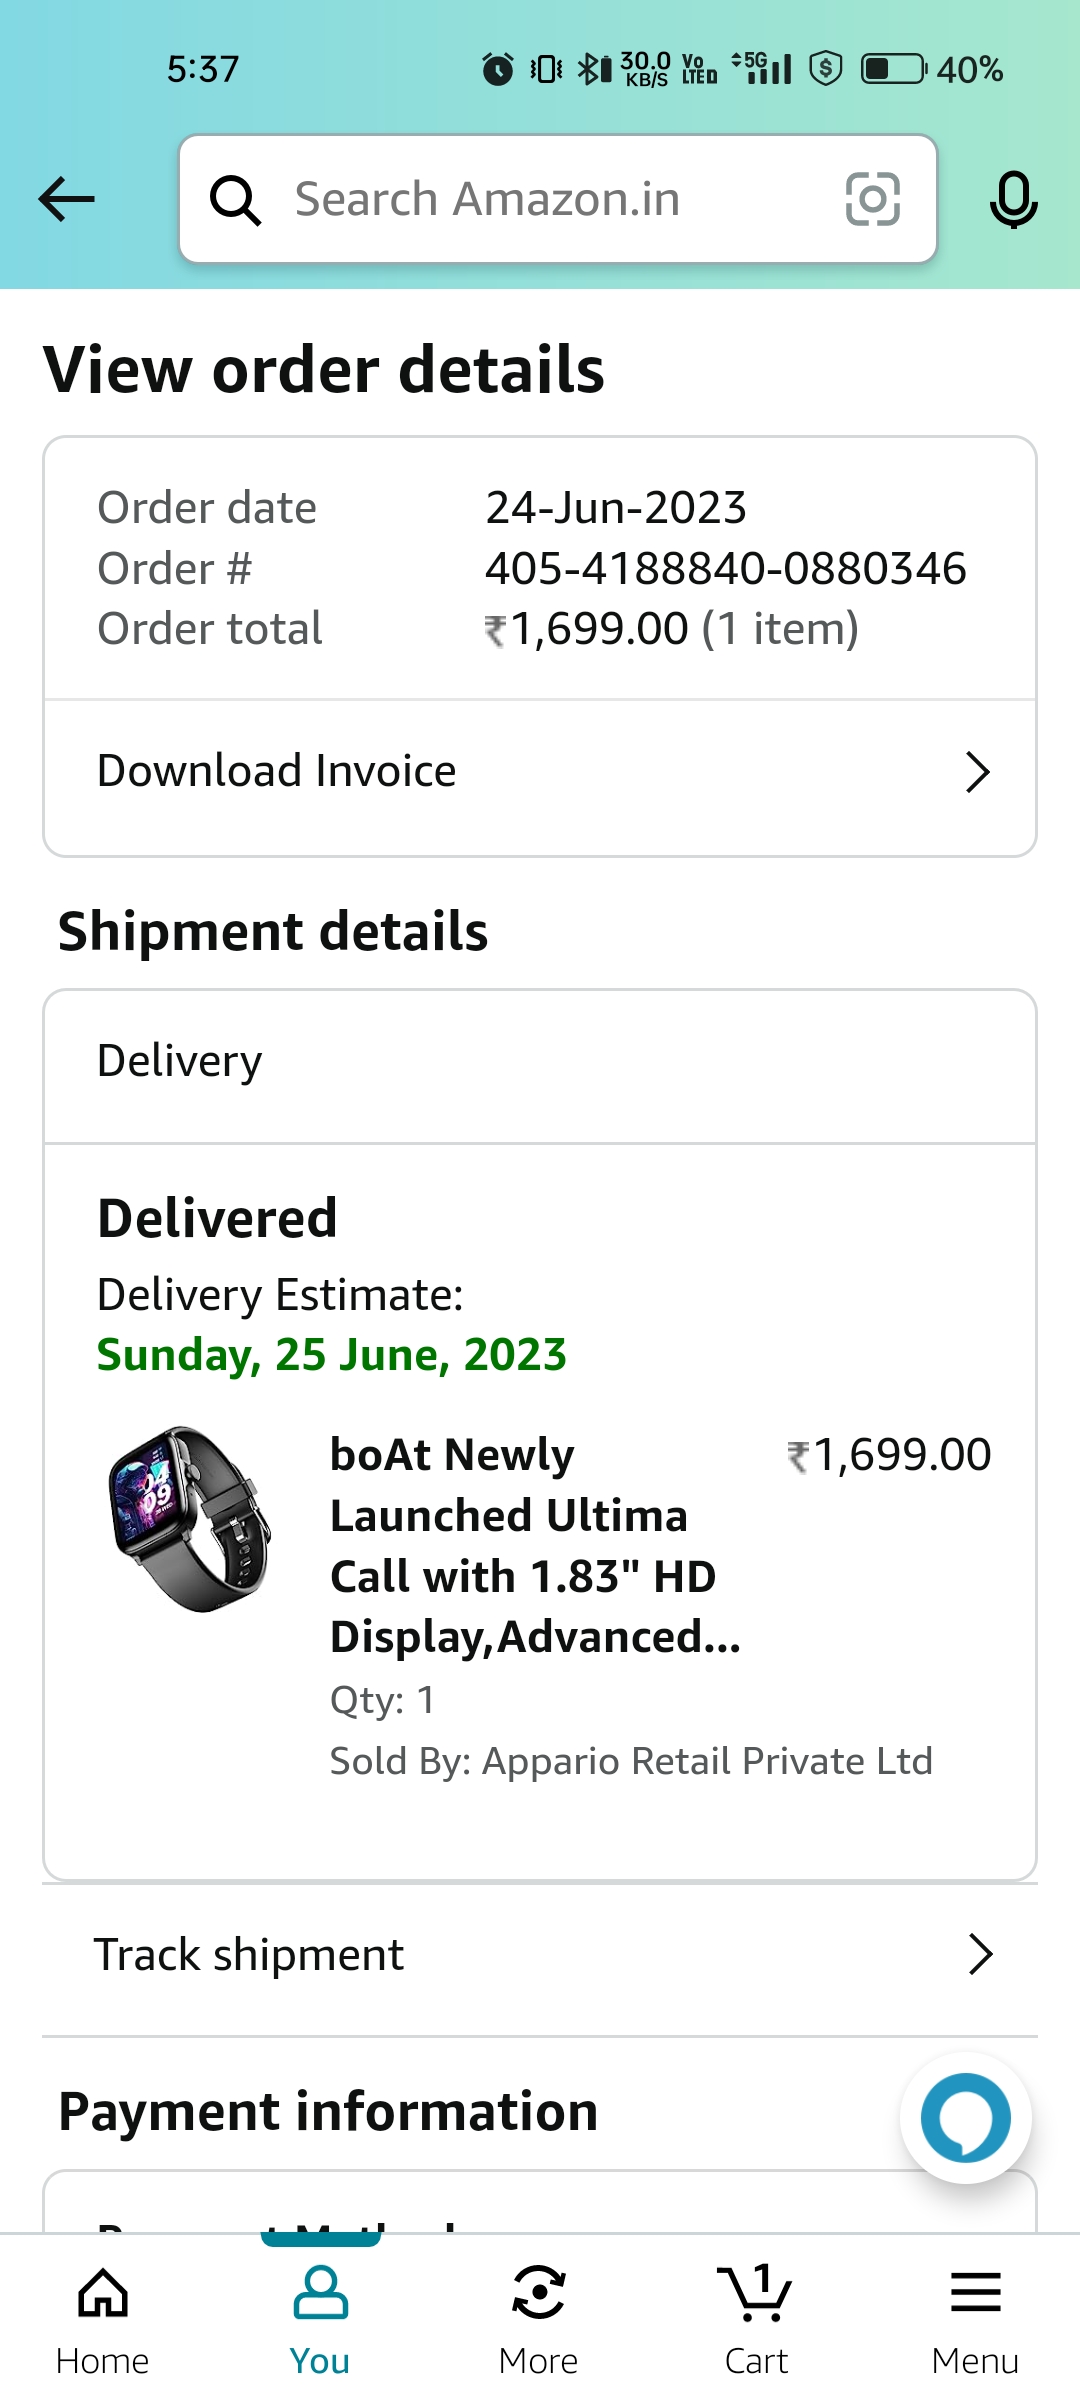 5:37
30.0 KB/S
Vo LTE D
5G
40%
Search Amazon.in
View order details
Order date 24-Jun-2023
Order # 405-4188840-0880346
Order total ₹1,699.00 (1 item)
Download Invoice
Shipment details
Delivery
Delivered
Delivery Estimate:
Sunday, 25 June, 2023
boAt Newly ₹1,699.00
Launched Ultima
Call with 1.83" HD
Display,Advanced...
Qty: 1
Sold By: Appario Retail Private Ltd
Track shipment
Payment information
1
Home You More Cart Menu